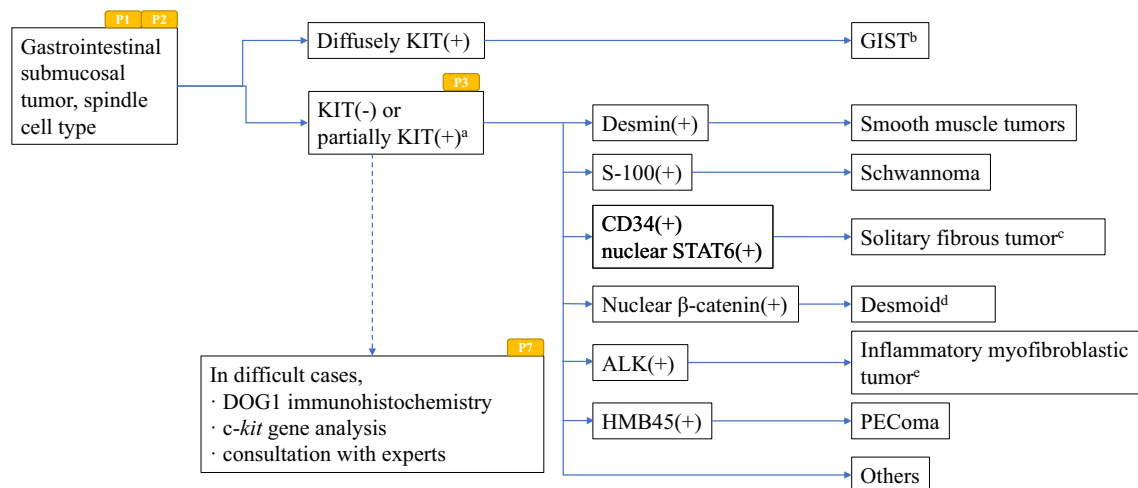 P1 P2
Gastrointestinal
submucosal
tumor, spindle
cell type
Diffusely KIT(+)
GISTᵇ
P3
KIT(-) or
partially KIT(+)ᵃ
Desmin(+)
Smooth muscle tumors
S-100(+)
Schwannoma
CD34(+)
nuclear STAT6(+)
Solitary fibrous tumorᶜ
Nuclear β-catenin(+)
Desmoidᵈ
ALK(+)
Inflammatory myofibroblastic
tumorᵉ
HMB45(+)
PEComa
Others
P7
In difficult cases,
· DOG1 immunohistochemistry
· c-kit gene analysis
· consultation with experts